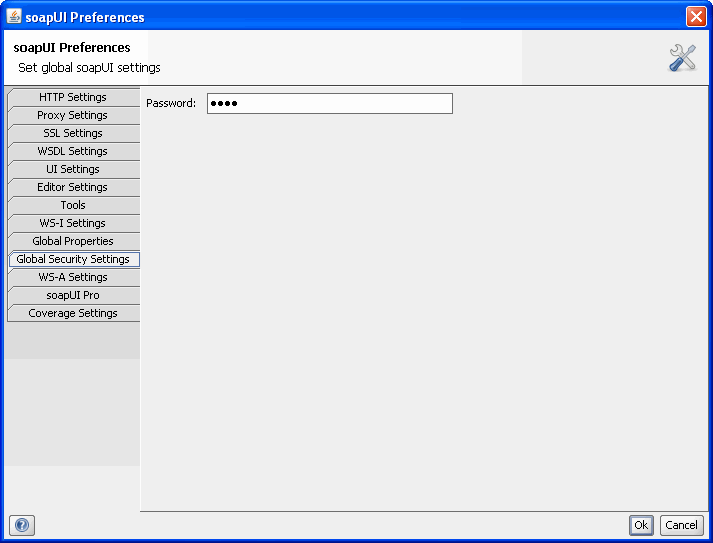 soapUI Preferences
soapUI Preferences
Set global soapUI settings
HTTP Settings
Proxy Settings
SSL Settings
WSDL Settings
UI Settings
Editor Settings
Tools
WS-I Settings
Global Properties
Global Security Settings
WS-A Settings
soapUI Pro
Coverage Settings
Password: ••••
? Ok Cancel